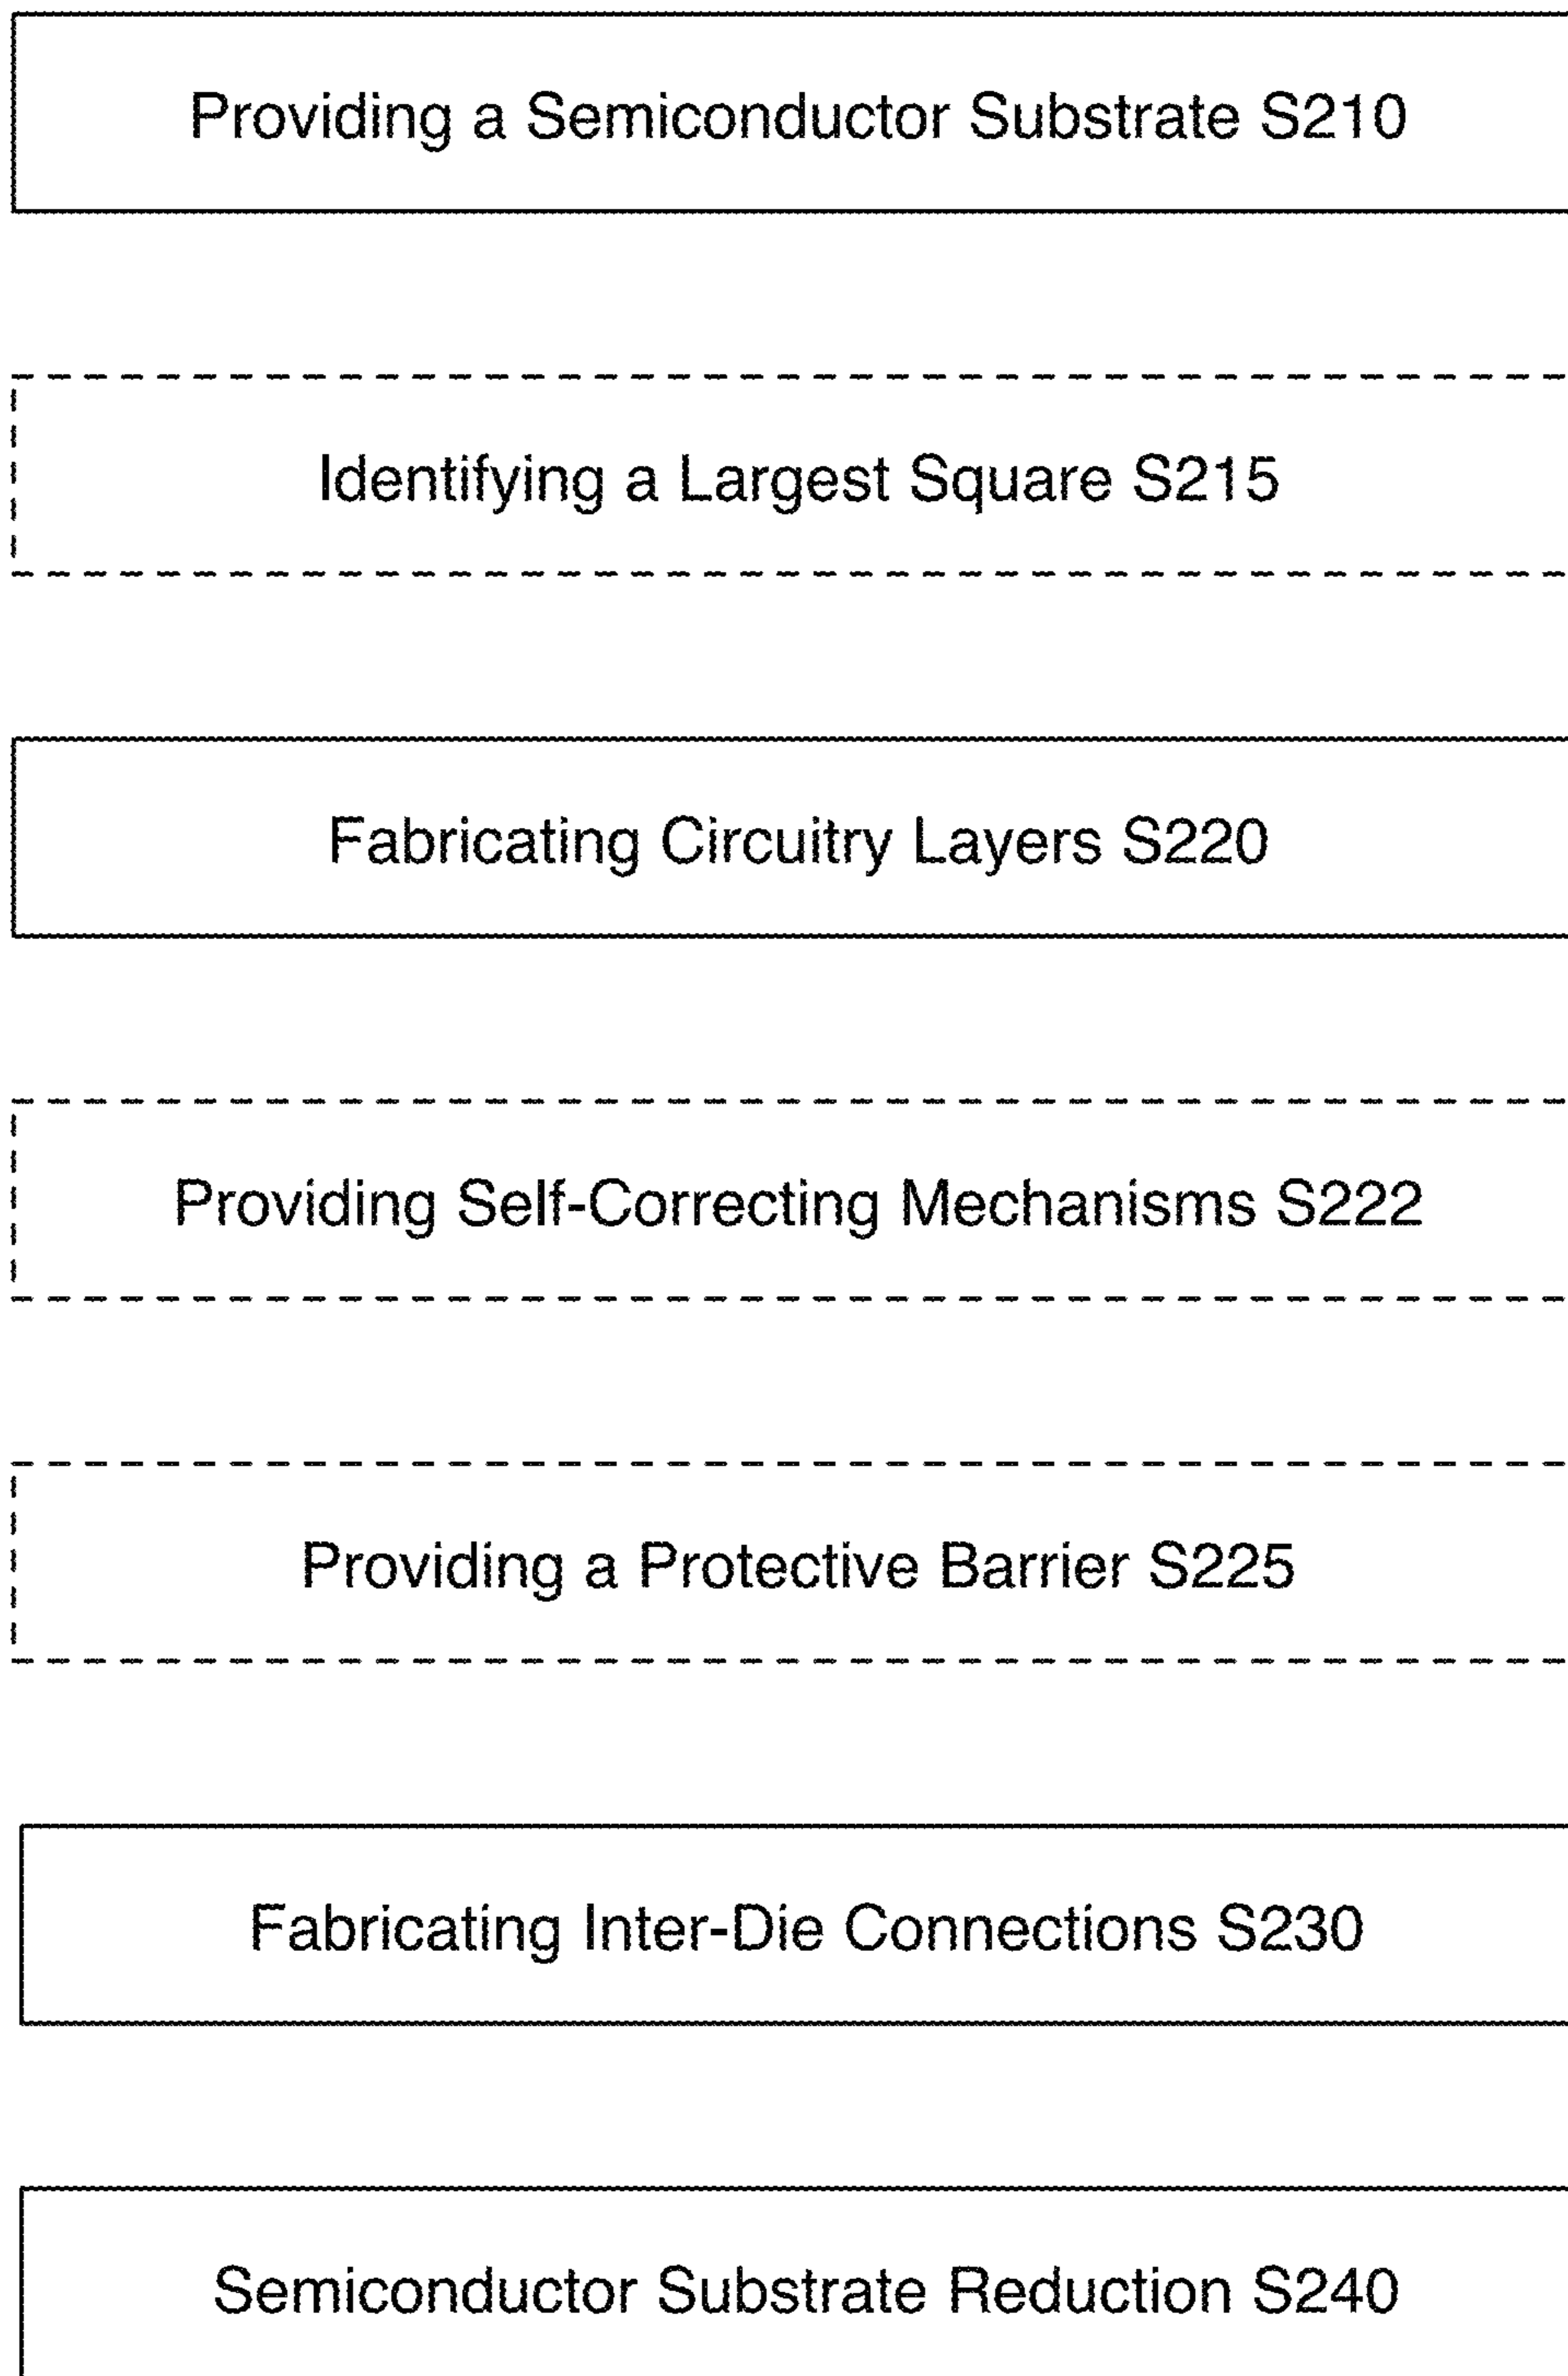 Providing a Semiconductor Substrate S210
Identifying a Largest Square S215
Fabricating Circuitry Layers S220
Providing Self-Correcting Mechanisms S222
Providing a Protective Barrier S225
Fabricating Inter-Die Connections S230
Semiconductor Substrate Reduction S240